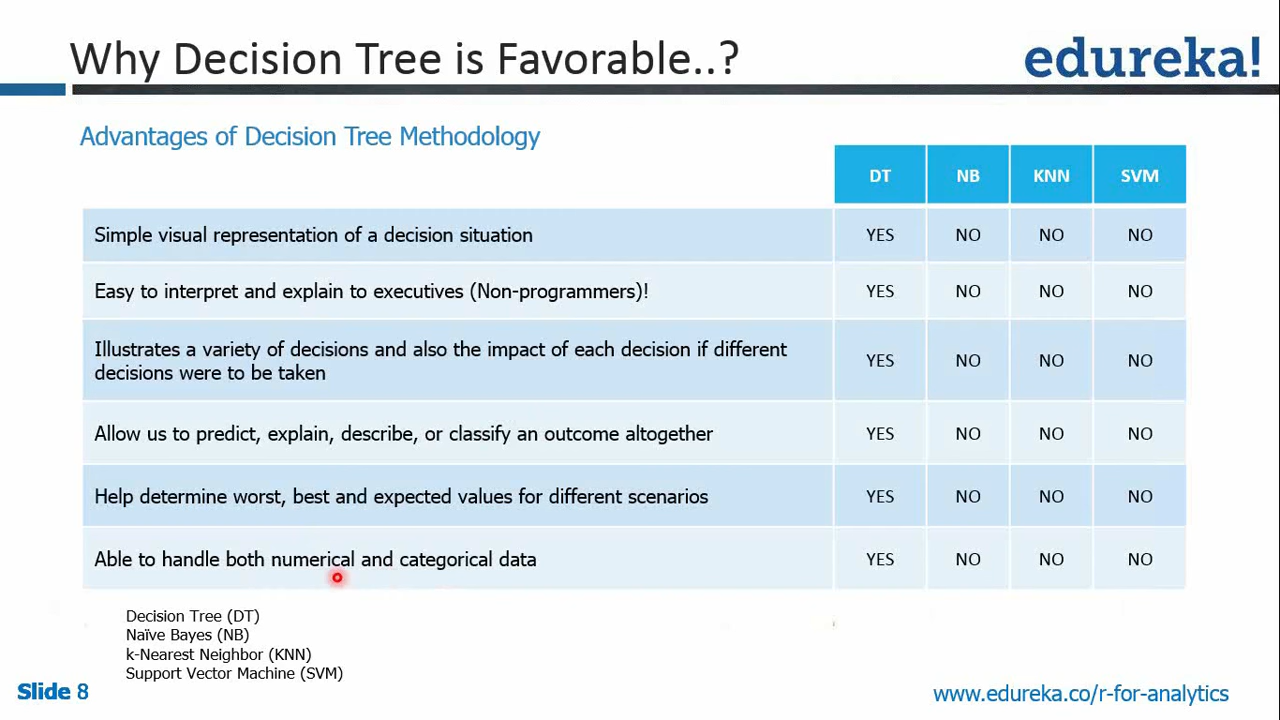 Why Decision Tree is Favorable..?
edureka!
Advantages of Decision Tree Methodology
DT NB KNN SVM
Simple visual representation of a decision situation YES NO NO NO
Easy to interpret and explain to executives (Non-programmers)! YES NO NO NO
Illustrates a variety of decisions and also the impact of each decision if different
decisions were to be taken YES NO NO NO
Allow us to predict, explain, describe, or classify an outcome altogether YES NO NO NO
Help determine worst, best and expected values for different scenarios YES NO NO NO
Able to handle both numerical and categorical data YES NO NO NO
Decision Tree (DT)
Naïve Bayes (NB)
k-Nearest Neighbor (KNN)
Support Vector Machine (SVM)
Slide 8
www.edureka.co/r-for-analytics